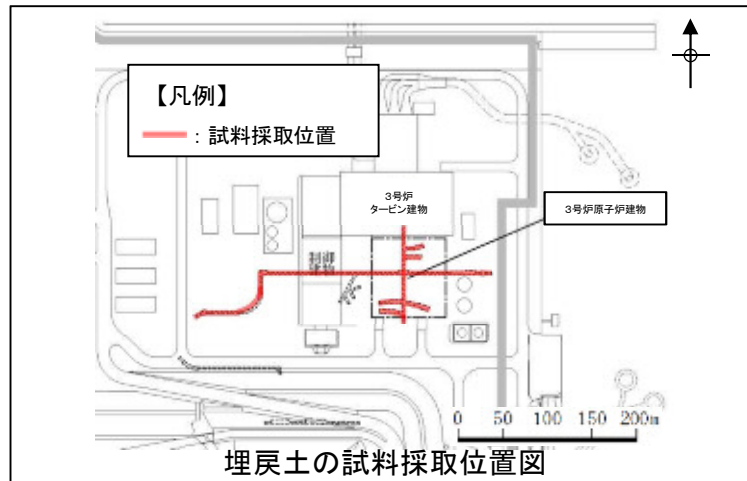 【凡例】
：試料採取位置
3号炉
タービン建物
3号炉原子炉建物
0 50 100 150 200m
埋戻土の試料採取位置図